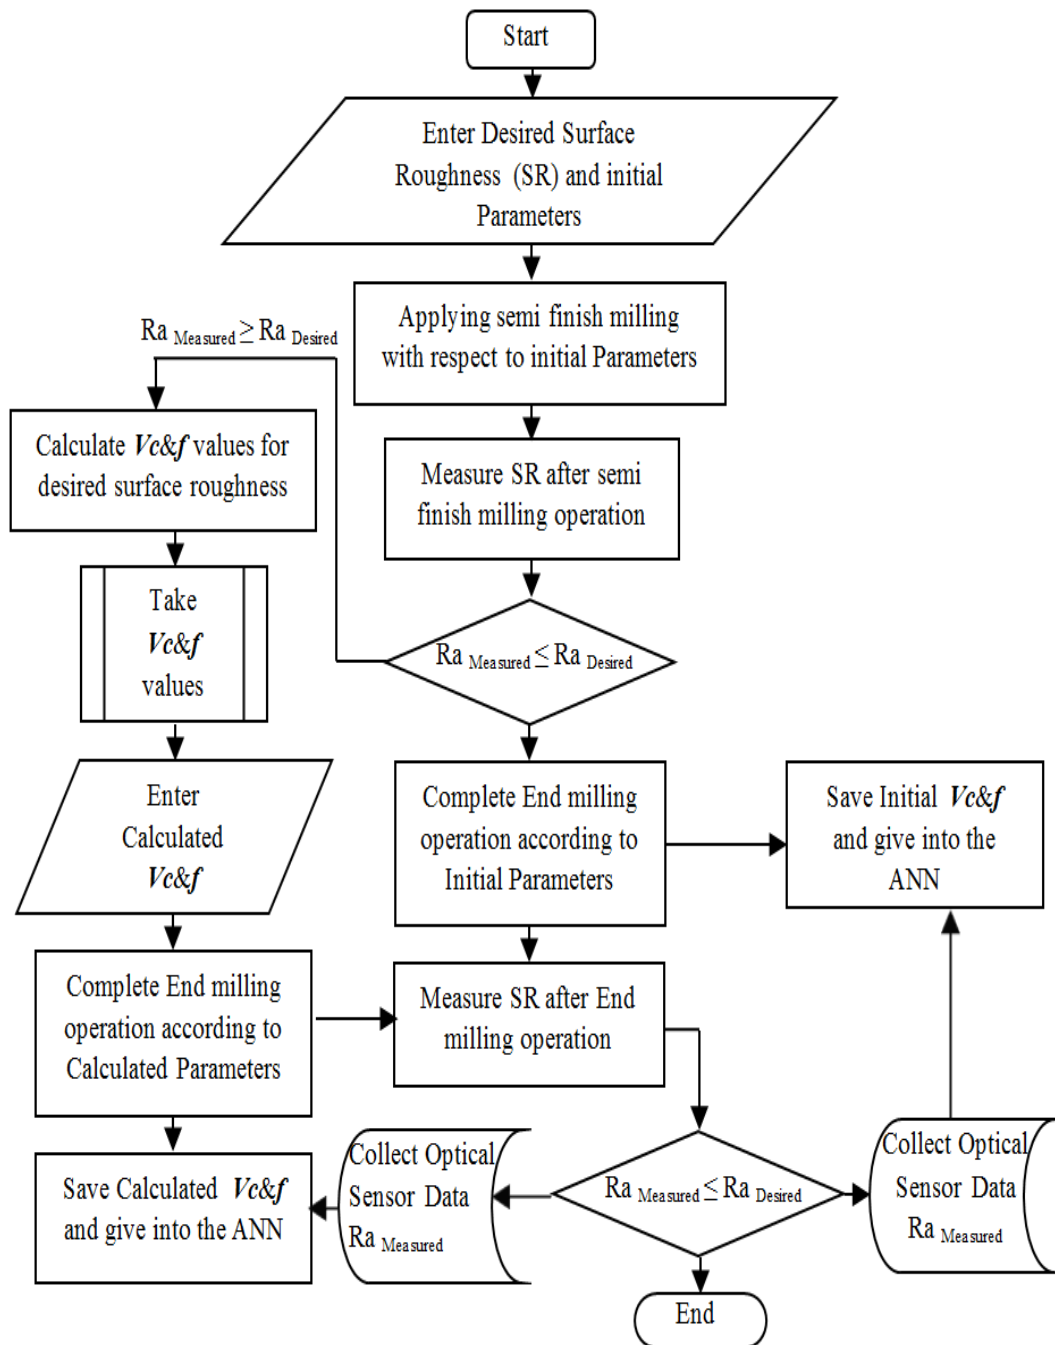 Start
Enter Desired Surface
Roughness (SR) and initial
Parameters
Applying semi finish milling
with respect to initial Parameters
Ra Measured ≥ Ra Desired
Calculate Vc&f values for
desired surface roughness
Measure SR after semi
finish milling operation
Take
Vc&f
values
Ra Measured ≤ Ra Desired
Enter
Calculated
Vc&f
Complete End milling
operation according to
Initial Parameters
Save Initial Vc&f
and give into the
ANN
Complete End milling
operation according to
Calculated Parameters
Measure SR after End
milling operation
Save Calculated Vc&f
and give into the ANN
Collect Optical
Sensor Data
Ra Measured
Ra Measured ≤ Ra Desired
Collect Optical
Sensor Data
Ra Measured
End